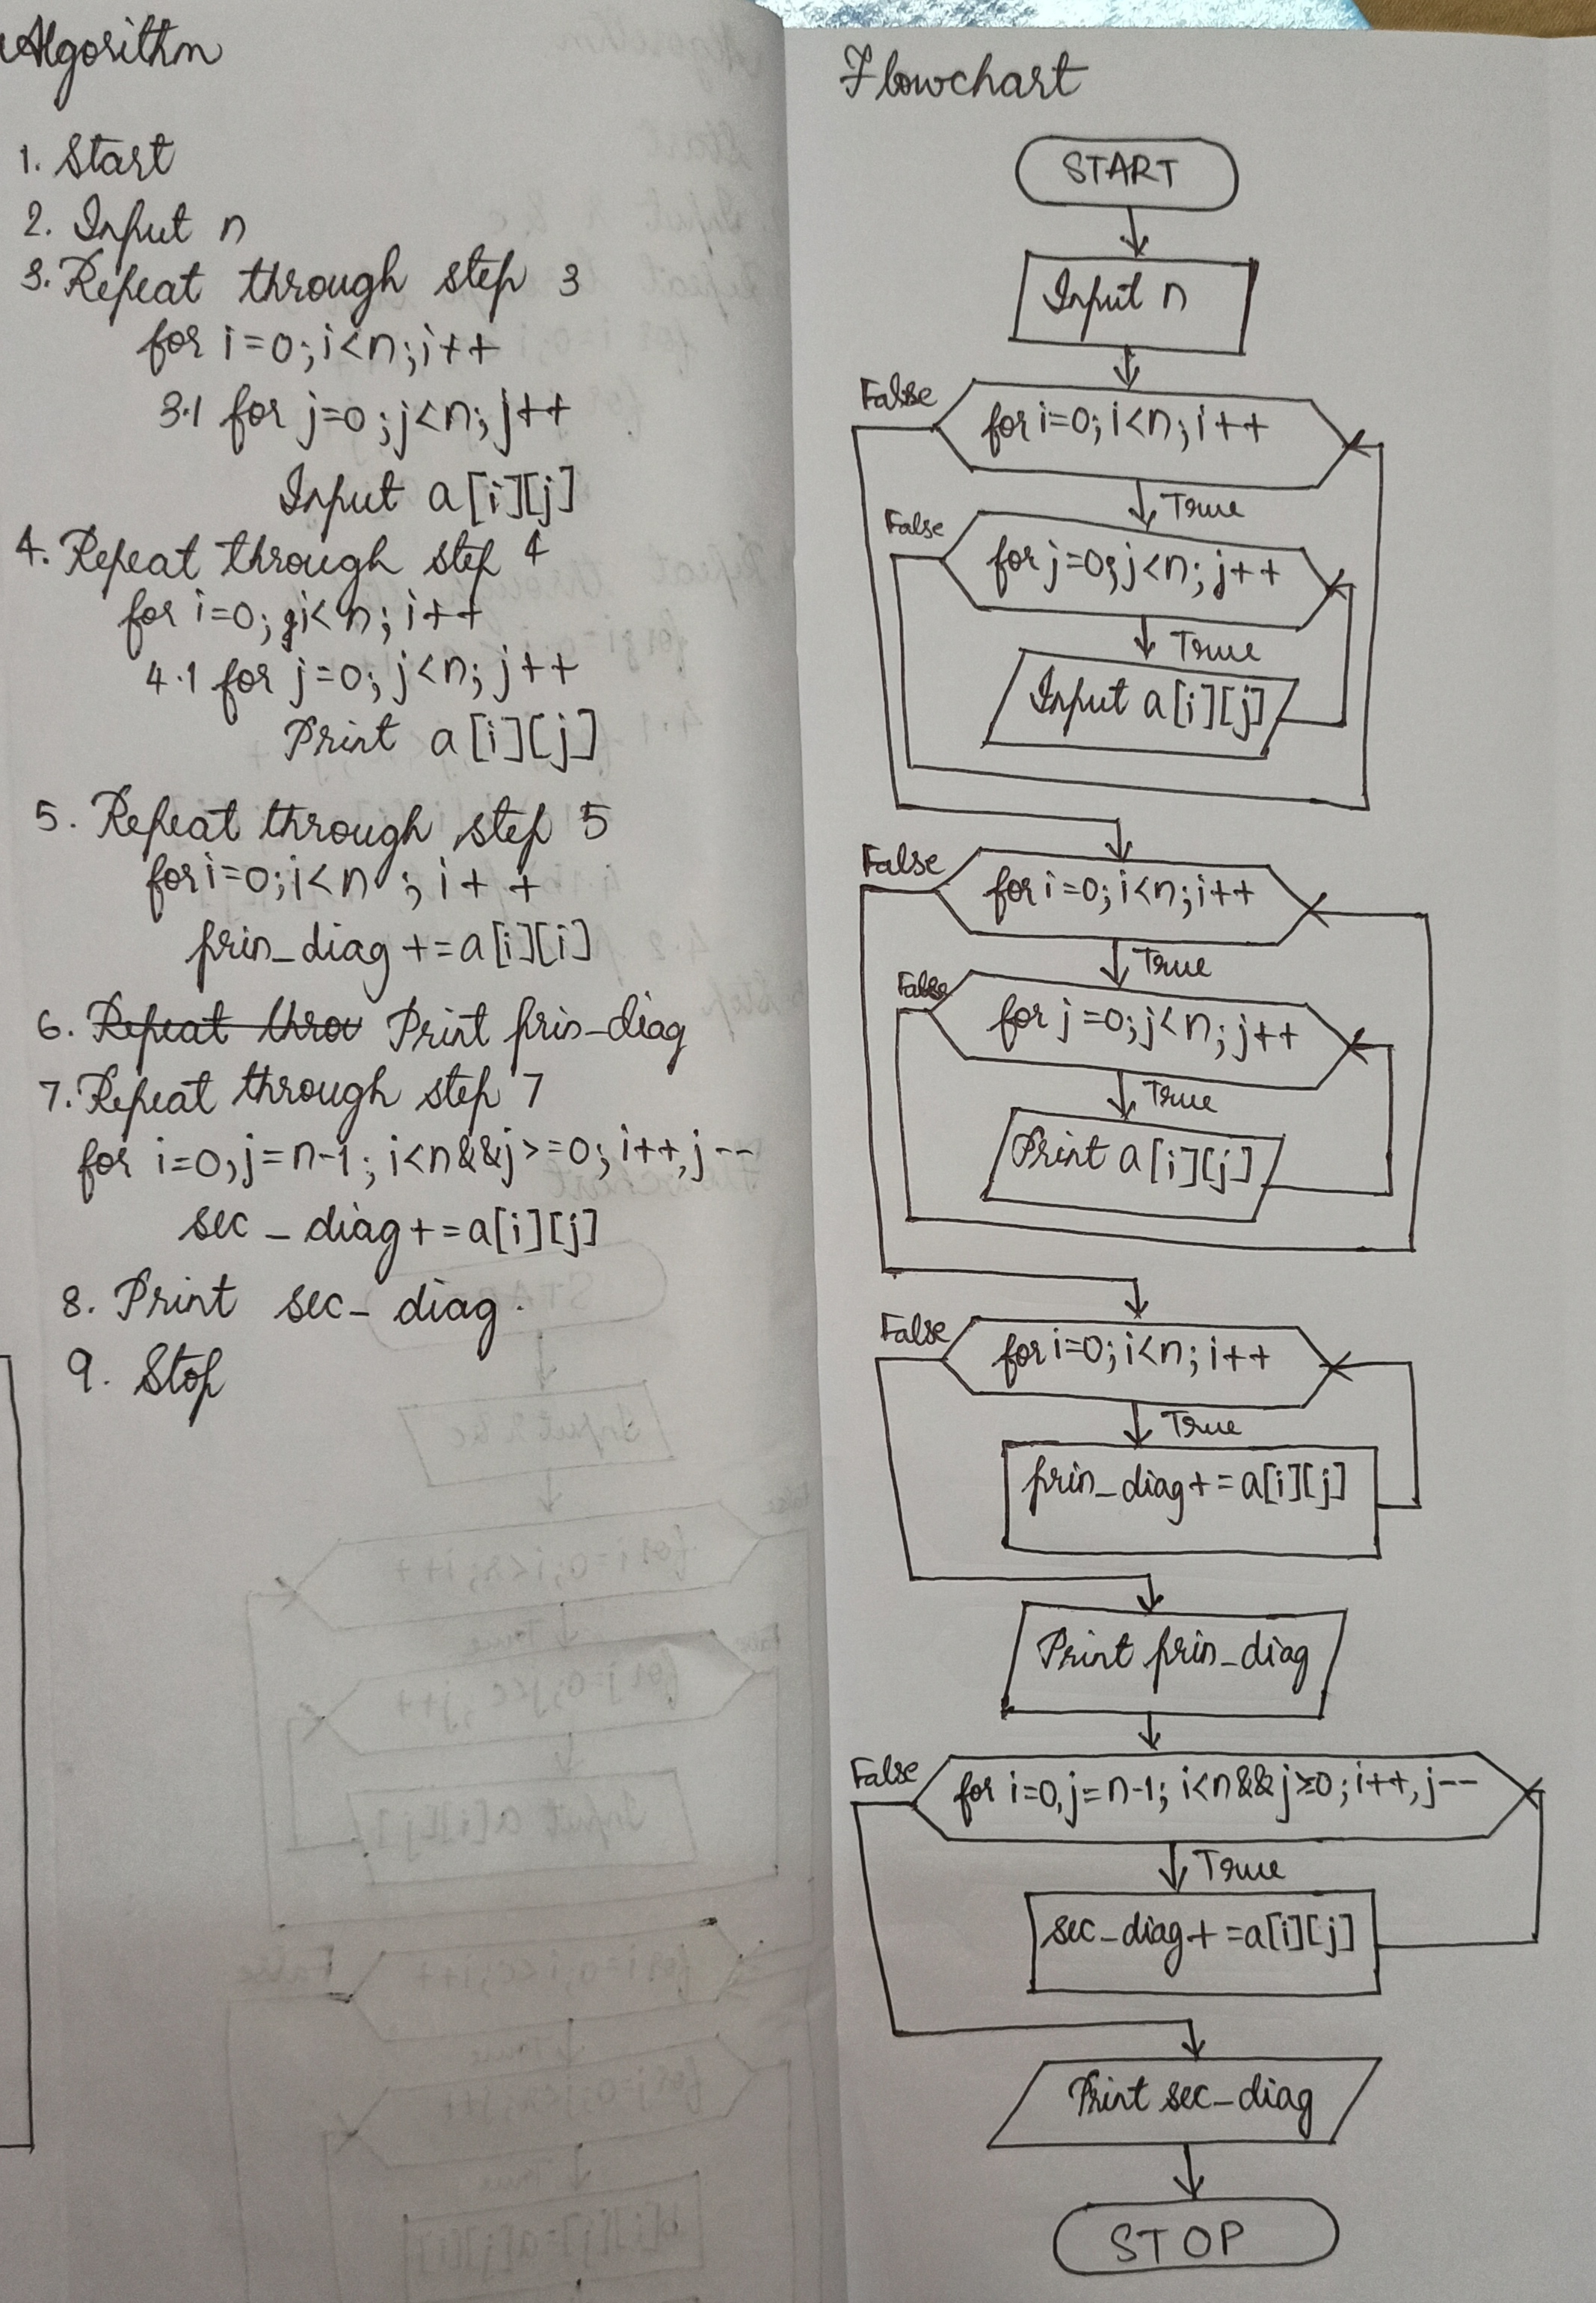 Algorithm
1. Start
2. Input n
3. Repeat through step 3
for i=0;i<n;i++
3.1 for j=0;j<n;j++
Input a[i][j]
4. Repeat through step 4
for i=0; i<n; i++
4.1 for j=0; j<n; j++
Print a[i][j]
5. Repeat through step 5
for i=0;i<n; i++
prin_diag +=a[i][i]
6. Repeat throu Print prin_diag
7. Repeat through step 7
for i=0,j=n-1; i<n&&j>=0; i++,j--
sec_diag+=a[i][j]
8. Print sec_diag.
9. Stop
Flowchart
START
Input n
False
for i=0; i<n; i++
True
False
for j=0;j<n; j++
True
Input a[i][j]
False
for i=0; i<n;i++
True
False
for j=0;j<n; j++
True
Print a[i][j]
False
for i=0; i<n; i++
True
prin_diag+=a[i][j]
Print prin_diag
False
for i=0,j=n-1; i<n&&j>=0; i++,j--
True
sec_diag+=a[i][j]
Print sec_diag
STOP